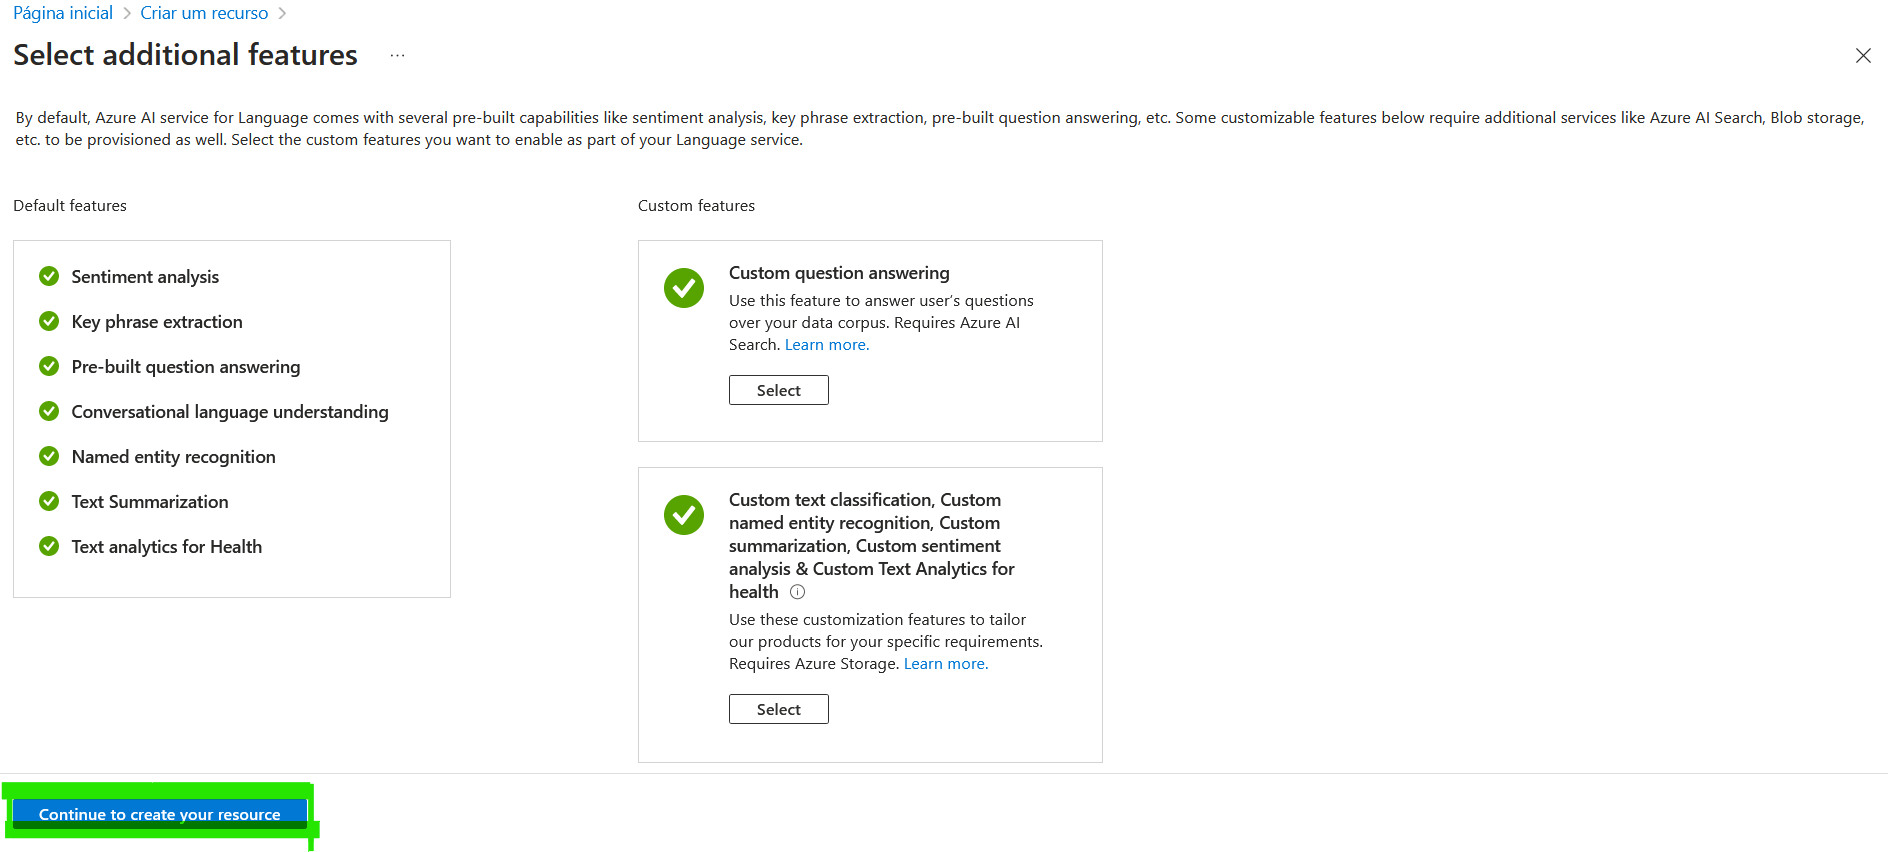 Página inicial > Criar um recurso >
Select additional features ...
By default, Azure AI service for Language comes with several pre-built capabilities like sentiment analysis, key phrase extraction, pre-built question answering, etc. Some customizable features below require additional services like Azure AI Search, Blob storage,
etc. to be provisioned as well. Select the custom features you want to enable as part of your Language service.
Default features
Sentiment analysis
Key phrase extraction
Pre-built question answering
Conversational language understanding
Named entity recognition
Text Summarization
Text analytics for Health
Custom features
Custom question answering
Use this feature to answer user's questions
over your data corpus. Requires Azure AI
Search. Learn more.
Select
Custom text classification, Custom
named entity recognition, Custom
summarization, Custom sentiment
analysis & Custom Text Analytics for
health
Use these customization features to tailor
our products for your specific requirements.
Requires Azure Storage. Learn more.
Select
Continue to create your resource